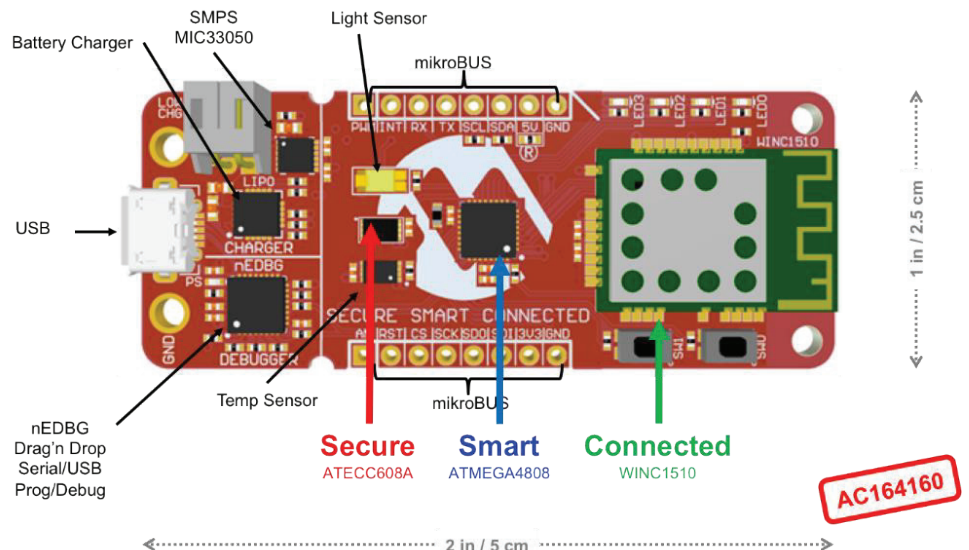 SMPS
MIC33050
Light Sensor
Battery Charger
mikroBUS
LOW
CHG
PWM|INT| RX | TX |SCL|SDA| 5V |GND
LED3
LED2
LED1
LED0
®
WINC1510
LIPO
CHARGER
USB
PS
nEDBG
SECURE SMART CONNECTED
AN|RST| CS |SCK|SDO|SDI|3V3|GND
GND
DEBUGGER
SW1
SW0
1 in / 2.5 cm
Temp Sensor
mikroBUS
nEDBG
Drag'n Drop
Serial/USB
Prog/Debug
Secure
ATECC608A
Smart
ATMEGA4808
Connected
WINC1510
AC164160
2 in / 5 cm